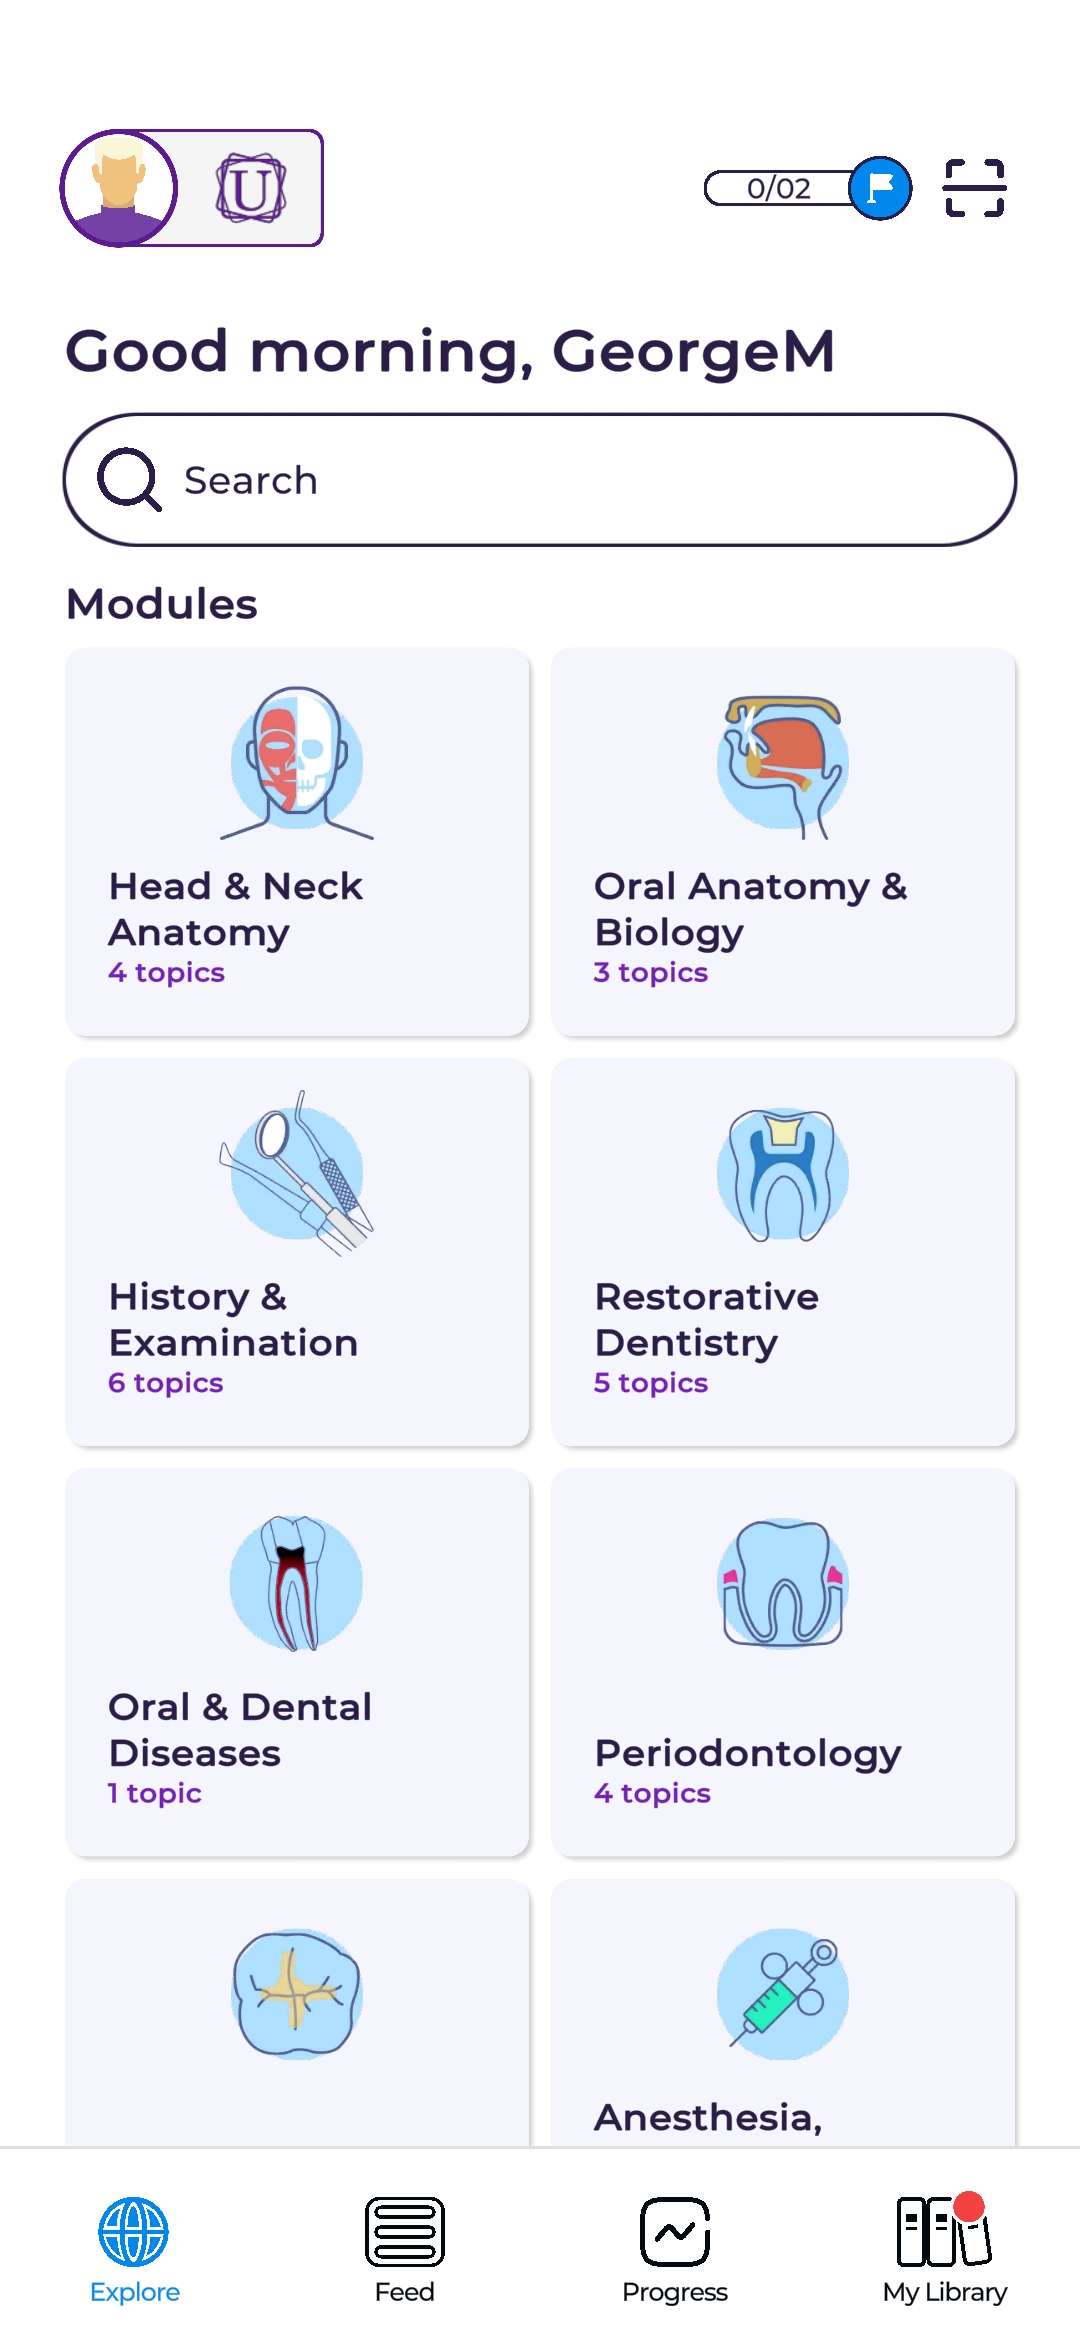 U
0/02
Good morning, GeorgeM
Search
Modules
Head & Neck
Anatomy
4 topics
Oral Anatomy &
Biology
3 topics
History &
Examination
6 topics
Restorative
Dentistry
5 topics
Oral & Dental
Diseases
1 topic
Periodontology
4 topics
Anesthesia,
Explore
Feed
Progress
My Library